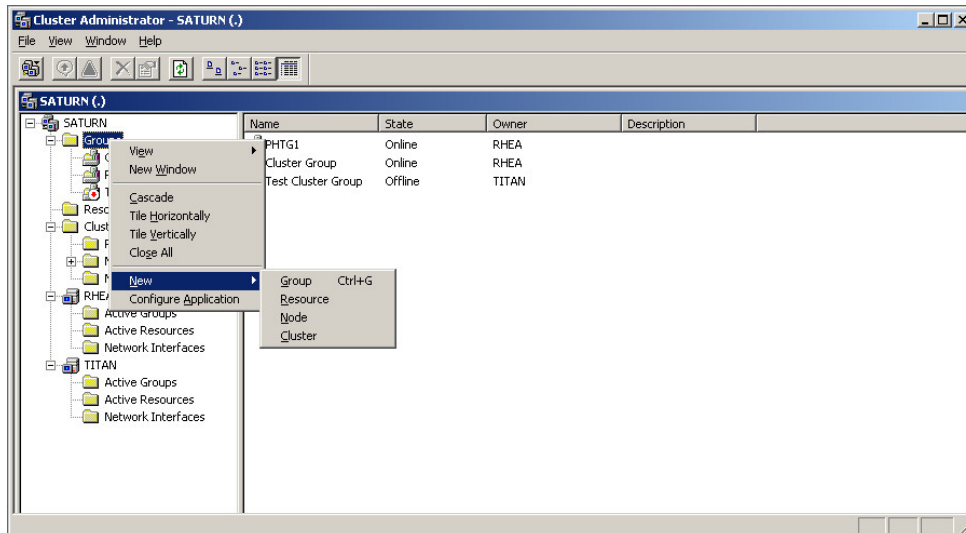 Cluster Administrator - SATURN (.)
File View Window Help
SATURN (.)
SATURN
Name State Owner Description
PHTG1 Online RHEA
Cluster Group Online RHEA
Test Cluster Group Offline TITAN
View
New Window
Cascade
Tile Horizontally
Tile Vertically
Close All
New
Configure Application
Group Ctrl+G
Resource
Node
Cluster
Active Groups
Active Resources
Network Interfaces
TITAN
Active Groups
Active Resources
Network Interfaces